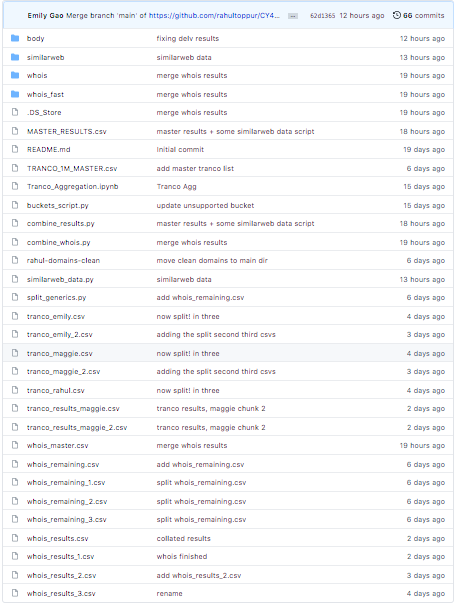 Emily Gao Merge branch 'main' of https://github.com/rahultoppur/CY4... ... 62d1365 12 hours ago 66 commits
body fixing delv results 12 hours ago
similarweb similarweb data 13 hours ago
whois merge whois results 19 hours ago
whois_fast merge whois results 19 hours ago
.DS_Store merge whois results 19 hours ago
MASTER_RESULTS.csv master results + some similarweb data script 18 hours ago
README.md Initial commit 19 days ago
TRANCO_1M_MASTER.csv add master tranco list 6 days ago
Tranco_Aggregation.ipynb Tranco Agg 15 days ago
buckets_script.py update unsupported bucket 15 days ago
combine_results.py master results + some similarweb data script 18 hours ago
combine_whois.py merge whois results 19 hours ago
rahul-domains-clean move clean domains to main dir 6 days ago
similarweb_data.py similarweb data 13 hours ago
split_generics.py add whois_remaining.csv 6 days ago
tranco_emily.csv now split! in three 4 days ago
tranco_emily_2.csv adding the split second third csvs 3 days ago
tranco_maggie.csv now split! in three 4 days ago
tranco_maggie_2.csv adding the split second third csvs 3 days ago
tranco_rahul.csv now split! in three 4 days ago
tranco_results_maggie.csv tranco results, maggie chunk 2 2 days ago
tranco_results_maggie_2.csv tranco results, maggie chunk 2 2 days ago
whois_master.csv merge whois results 19 hours ago
whois_remaining.csv add whois_remaining.csv 6 days ago
whois_remaining_1.csv split whois_remaining.csv 6 days ago
whois_remaining_2.csv split whois_remaining.csv 6 days ago
whois_remaining_3.csv split whois_remaining.csv 6 days ago
whois_results.csv collated results 2 days ago
whois_results_1.csv whois finished 2 days ago
whois_results_2.csv add whois_results_2.csv 3 days ago
whois_results_3.csv rename 4 days ago